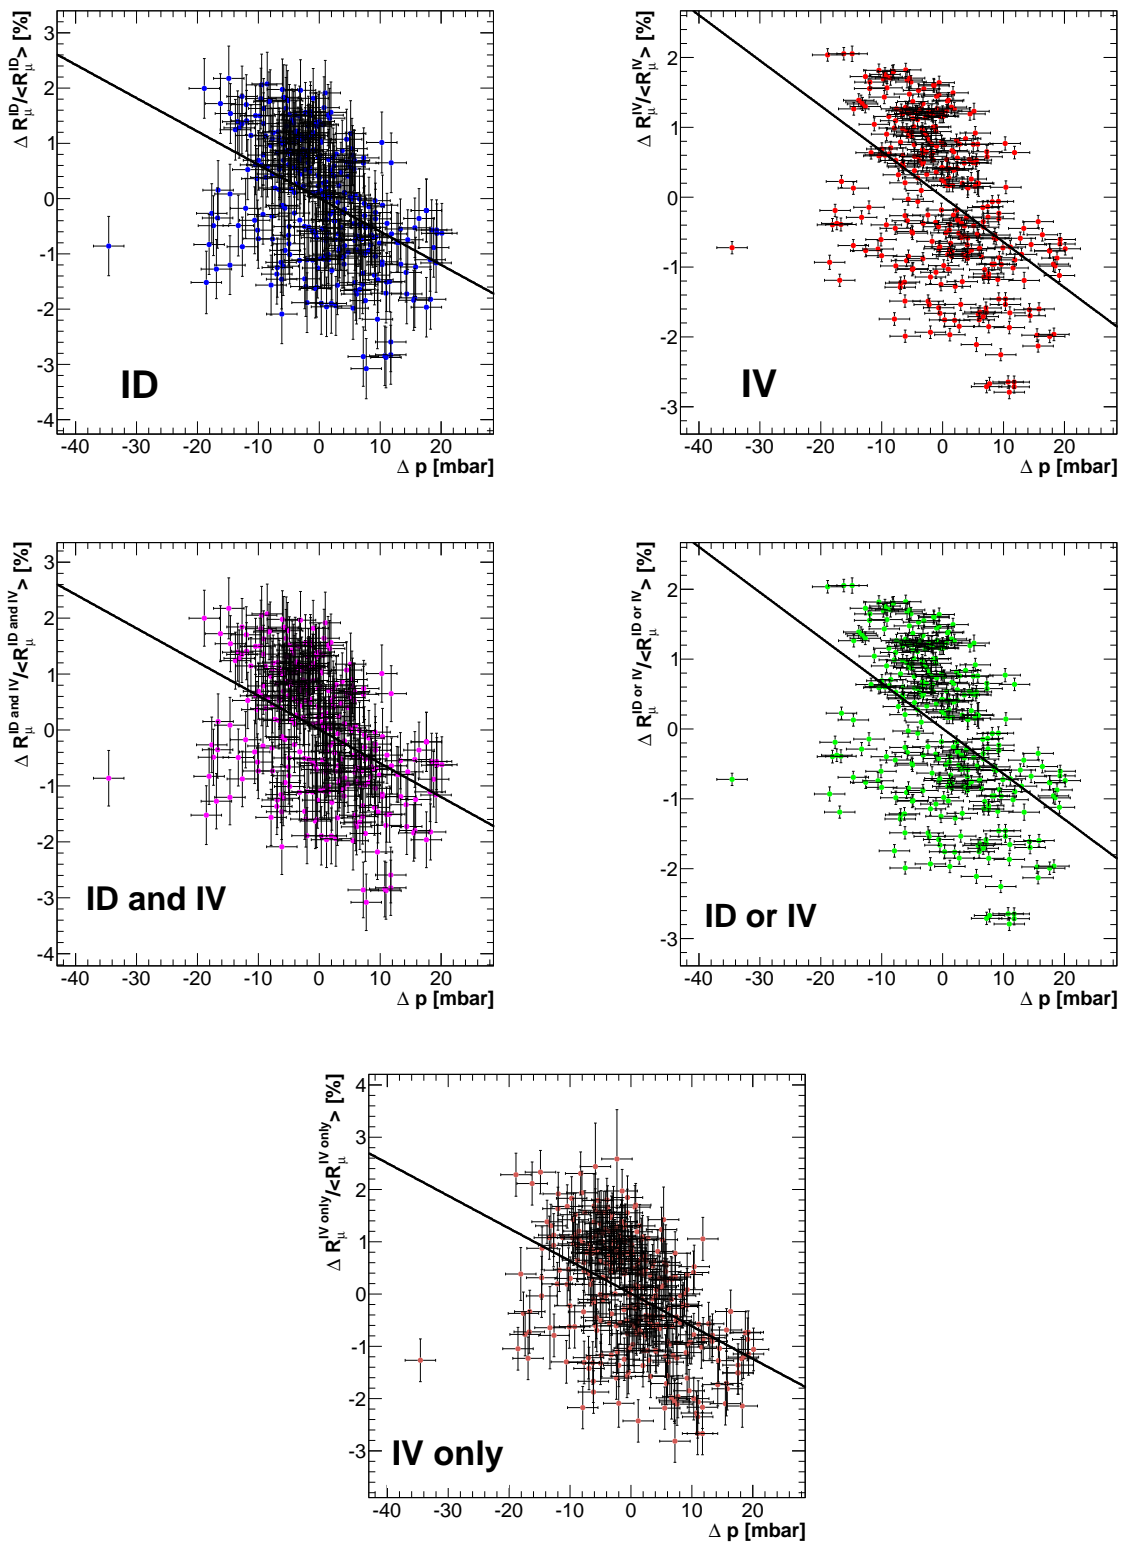 Δ R_μ^ID/<R_μ^ID> [%]
3
2
1
0
-1
-2
-3
-4
ID
-40 -30 -20 -10 0 10 20
Δ p [mbar]
Δ R_μ^IV/<R_μ^IV> [%]
2
1
0
-1
-2
-3
IV
-40 -30 -20 -10 0 10 20
Δ p [mbar]
Δ R_μ^ID and IV/<R_μ^ID and IV> [%]
3
2
1
0
-1
-2
-3
-4
ID and IV
-40 -30 -20 -10 0 10 20
Δ p [mbar]
Δ R_μ^ID or IV/<R_μ^ID or IV> [%]
2
1
0
-1
-2
-3
ID or IV
-40 -30 -20 -10 0 10 20
Δ p [mbar]
Δ R_μ^IV only/<R_μ^IV only> [%]
4
3
2
1
0
-1
-2
-3
IV only
-40 -30 -20 -10 0 10 20
Δ p [mbar]